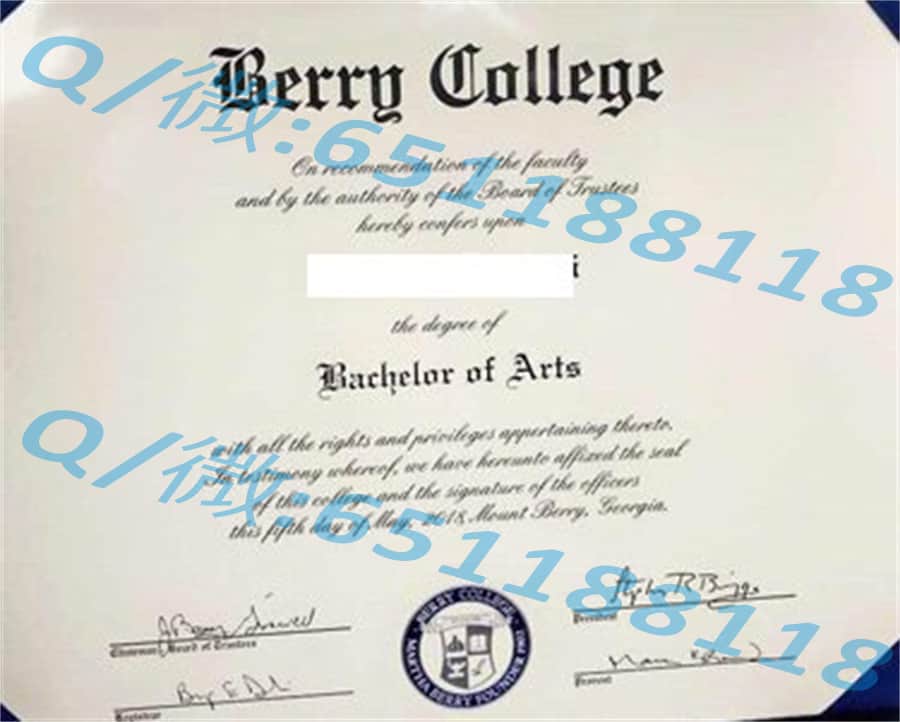 Berry College
Q/微:651188118
On recommendation of the faculty
and by the authority of the Board of Trustees
hereby confers upon
i
the degree of
Bachelor of Arts
with all the rights and privileges appertaining thereto.
In testimony whereof, we have hereunto affixed the seal
of this college and the signature of the officers
this fifth day of May, 2018, Mount Berry, Georgia.
Q/微:651188118
Chairman, Board of Trustees
President
Registrar
Provost
BERRY COLLEGE
MARTHA BERRY FOUNDER 1902